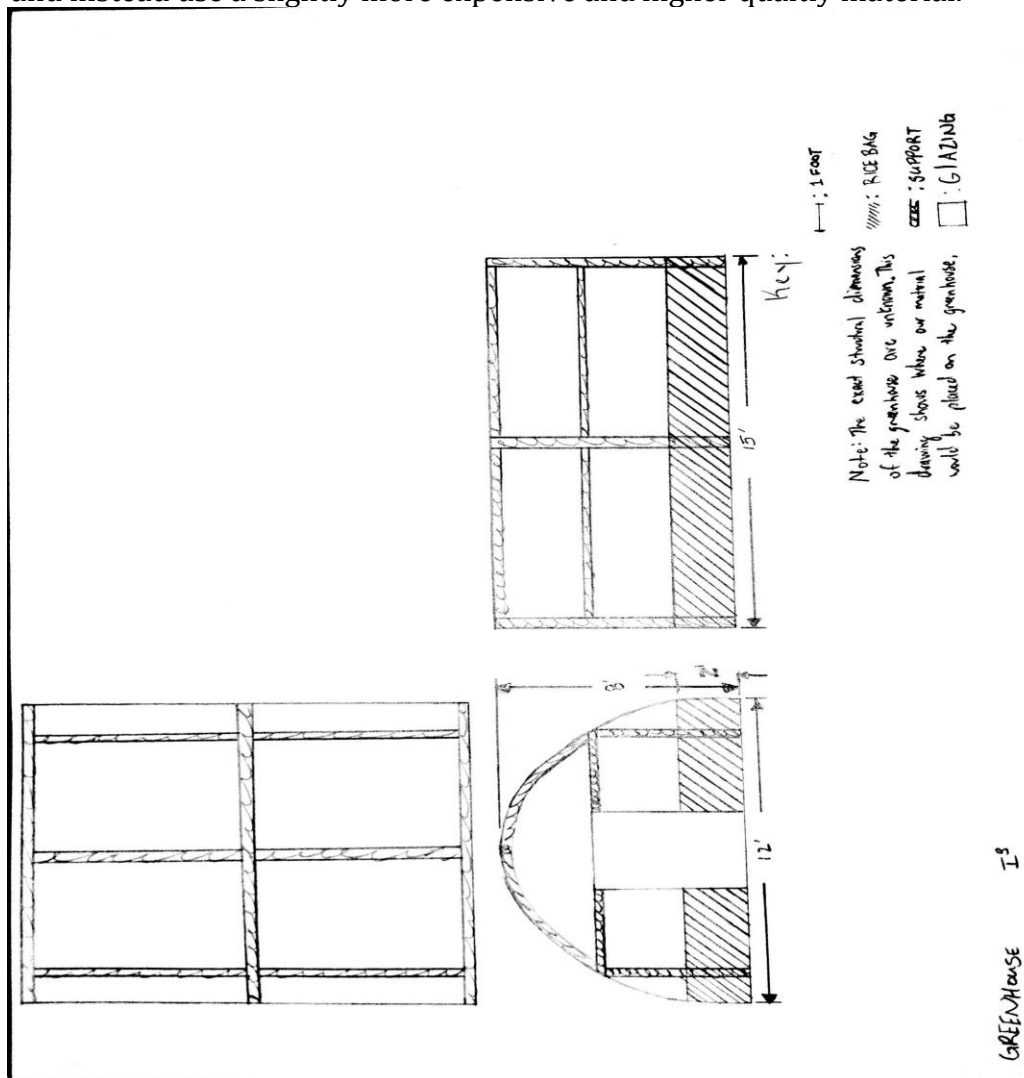 and instead use a slightly more expensive and higher quality material.
8'
2'
12'
15'
Key:
: 1 FOOT
: RICE BAG
: SUPPORT
: GlAZING
Note: The exact structural dimensions
of the greenhouse are unknown. This
drawing shows where our matrial
would be placed on the greenhouse.
GREENHOUSE I³